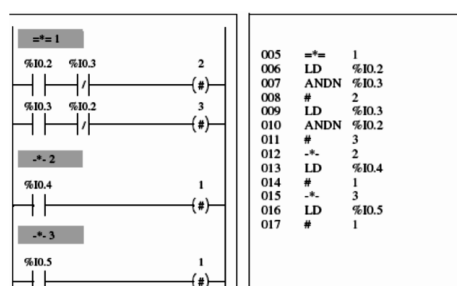 =*= 1
%I0.2 %I0.3 2
(#)
%I0.3 %I0.2 3
(#)
-*- 2
%I0.4 1
(#)
-*- 3
%I0.5 1
(#)
005 =*= 1
006 LD %I0.2
007 ANDN %I0.3
008 # 2
009 LD %I0.3
010 ANDN %I0.2
011 # 3
012 -*- 2
013 LD %I0.4
014 # 1
015 -*- 3
016 LD %I0.5
017 # 1